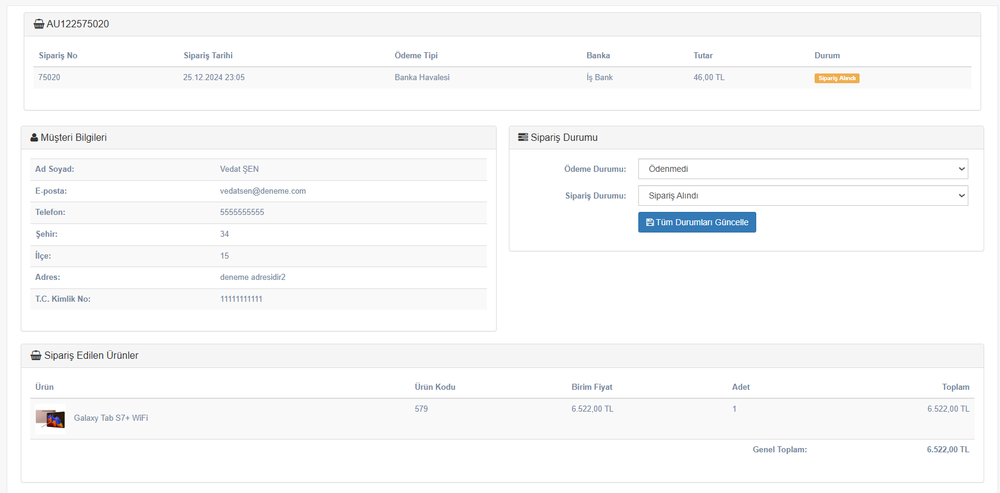 AU122575020
Sipariş No Sipariş Tarihi Ödeme Tipi Banka Tutar Durum
75020 25.12.2024 23:05 Banka Havalesi İş Bank 46,00 TL Sipariş Alındı
Müşteri Bilgileri
Ad Soyad: Vedat ŞEN
E-posta: vedatsen@deneme.com
Telefon: 5555555555
Şehir: 34
İlçe: 15
Adres: deneme adresidir2
T.C. Kimlik No: 11111111111
Sipariş Durumu
Ödeme Durumu: Ödenmedi
Sipariş Durumu: Sipariş Alındı
Tüm Durumları Güncelle
Sipariş Edilen Ürünler
Ürün Ürün Kodu Birim Fiyat Adet Toplam
Galaxy Tab S7+ WiFi 579 6.522,00 TL 1 6.522,00 TL
Genel Toplam: 6.522,00 TL